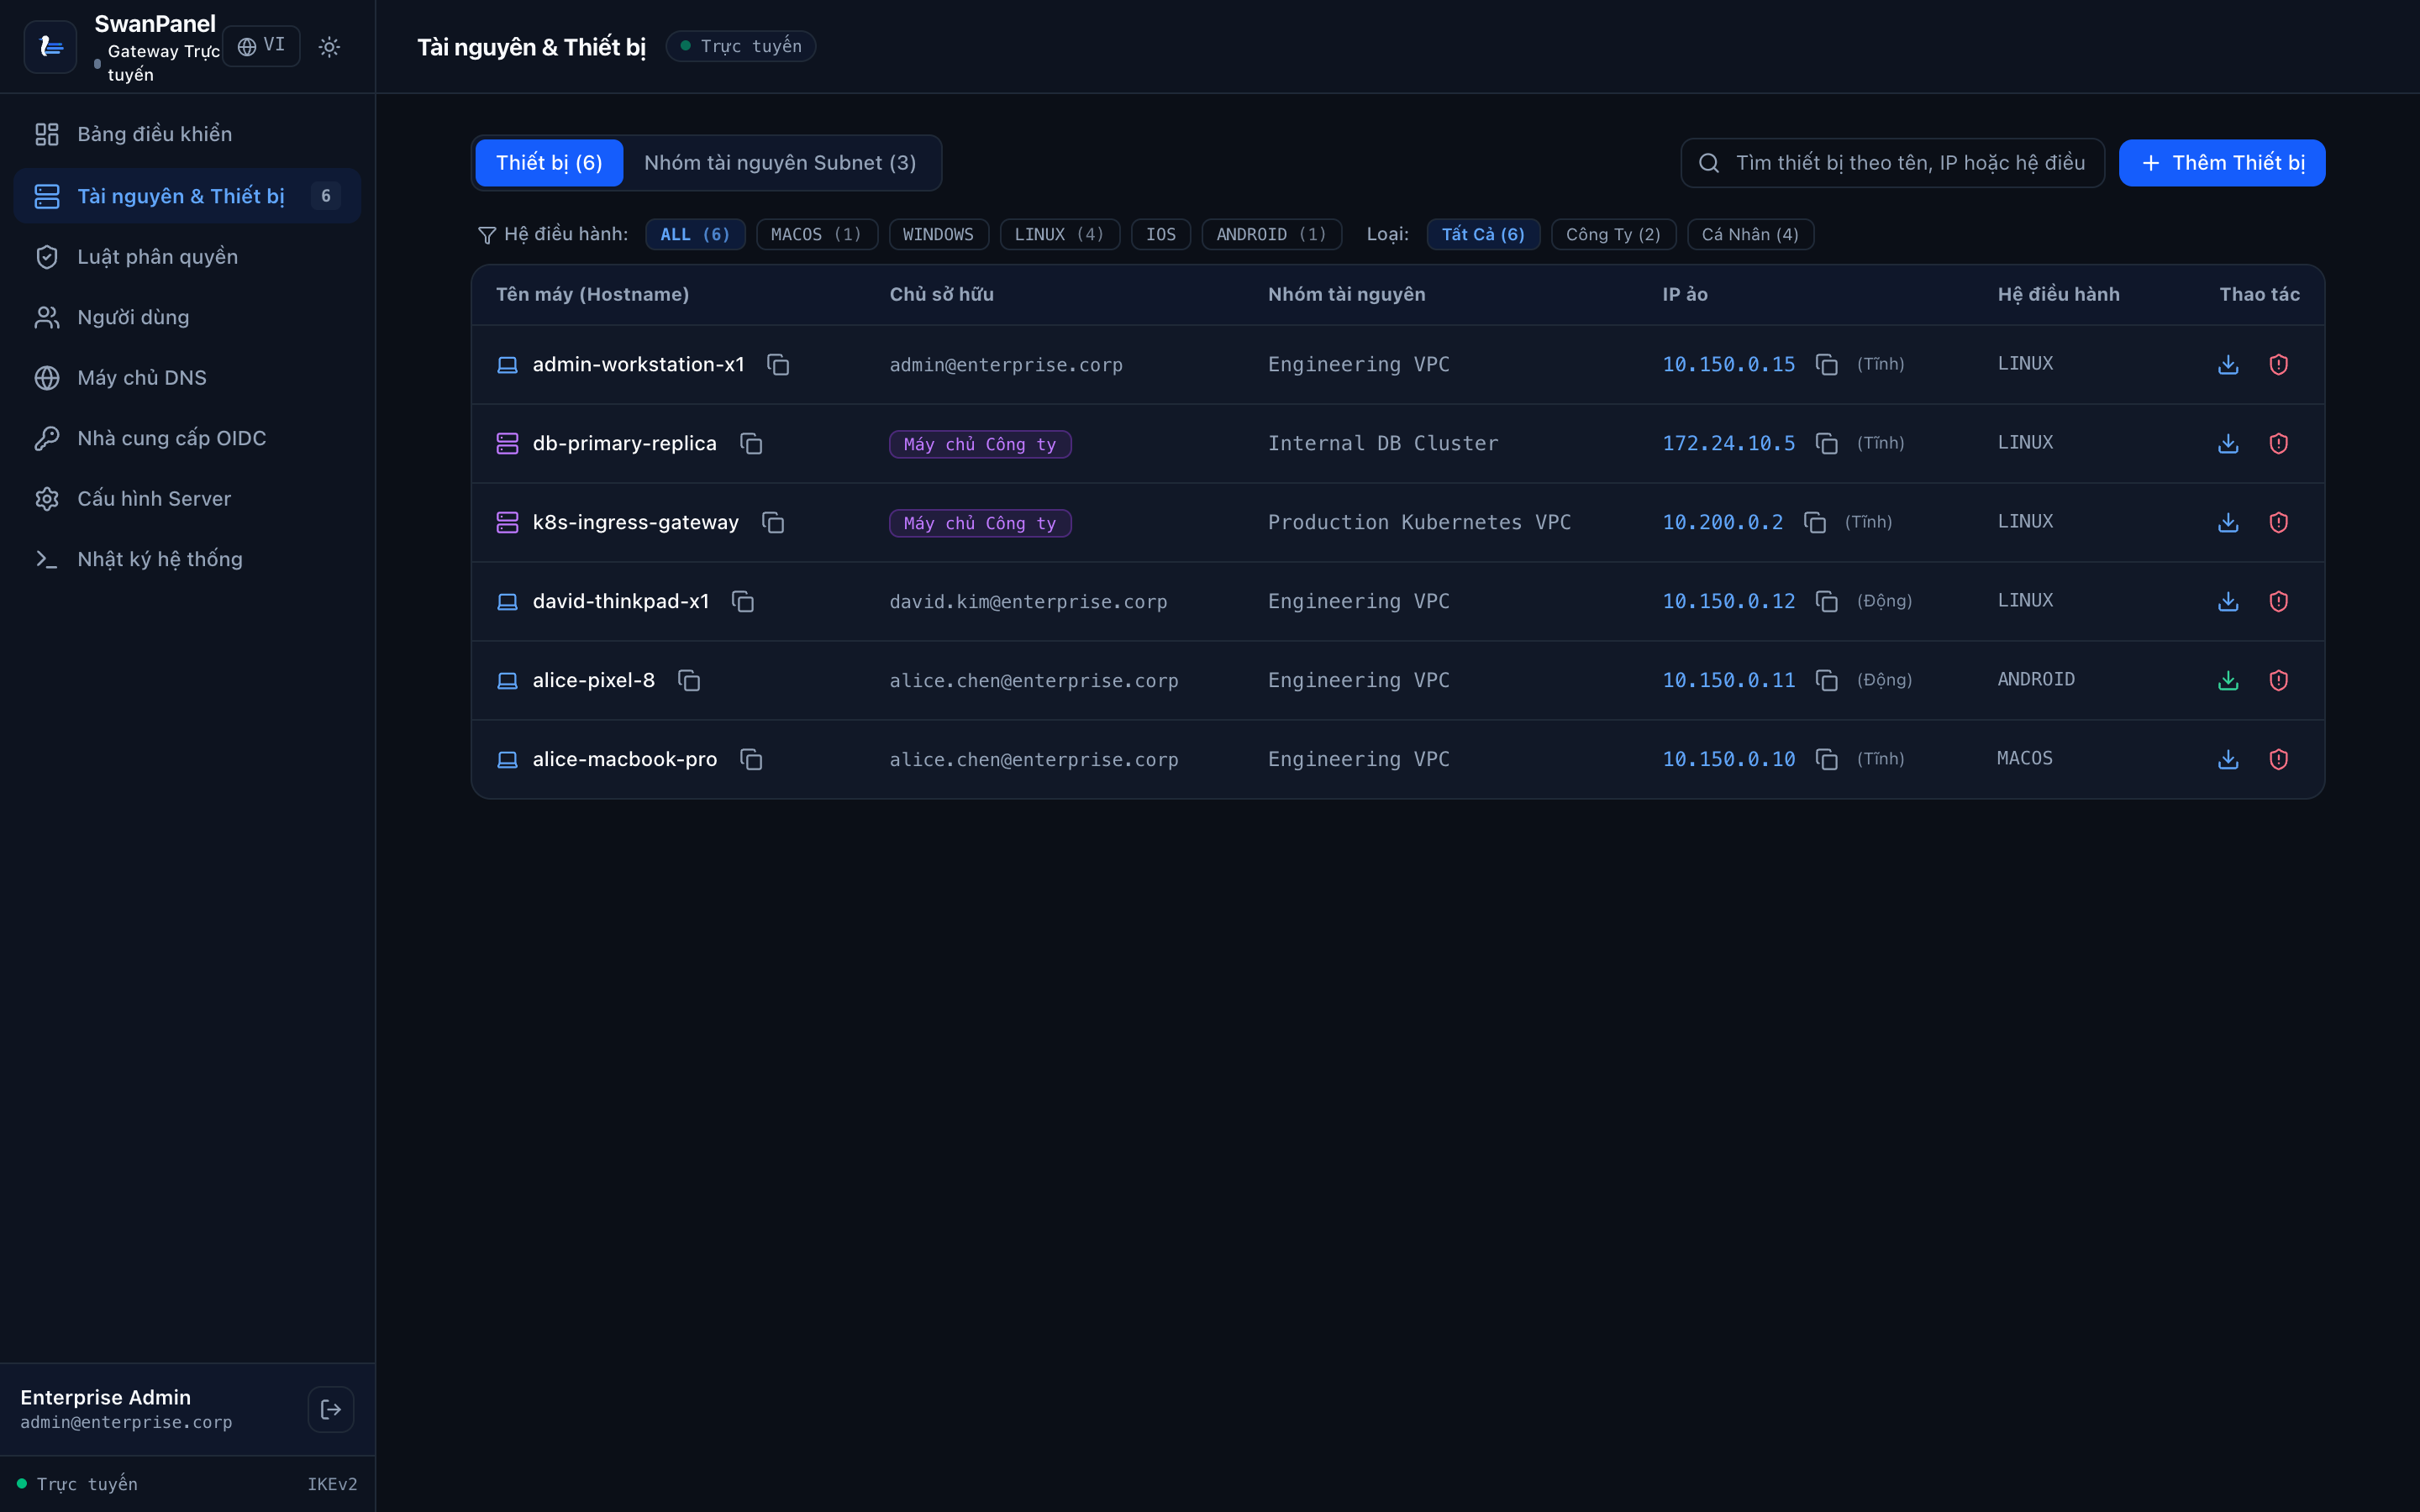 SwanPanel
Gateway Trực
tuyến
VI
Tài nguyên & Thiết bị
Trực tuyến
Bảng điều khiển
Tài nguyên & Thiết bị 6
Luật phân quyền
Người dùng
Máy chủ DNS
Nhà cung cấp OIDC
Cấu hình Server
Nhật ký hệ thống
Enterprise Admin
admin@enterprise.corp
Trực tuyến IKEv2
Thiết bị (6) Nhóm tài nguyên Subnet (3) Tìm thiết bị theo tên, IP hoặc hệ điều Thêm Thiết bị
Hệ điều hành: ALL (6) MACOS (1) WINDOWS LINUX (4) IOS ANDROID (1) Loại: Tất Cả (6) Công Ty (2) Cá Nhân (4)
Tên máy (Hostname) Chủ sở hữu Nhóm tài nguyên IP ảo Hệ điều hành Thao tác
admin-workstation-x1 admin@enterprise.corp Engineering VPC 10.150.0.15 (Tĩnh) LINUX
db-primary-replica Máy chủ Công ty Internal DB Cluster 172.24.10.5 (Tĩnh) LINUX
k8s-ingress-gateway Máy chủ Công ty Production Kubernetes VPC 10.200.0.2 (Tĩnh) LINUX
david-thinkpad-x1 david.kim@enterprise.corp Engineering VPC 10.150.0.12 (Động) LINUX
alice-pixel-8 alice.chen@enterprise.corp Engineering VPC 10.150.0.11 (Động) ANDROID
alice-macbook-pro alice.chen@enterprise.corp Engineering VPC 10.150.0.10 (Tĩnh) MACOS